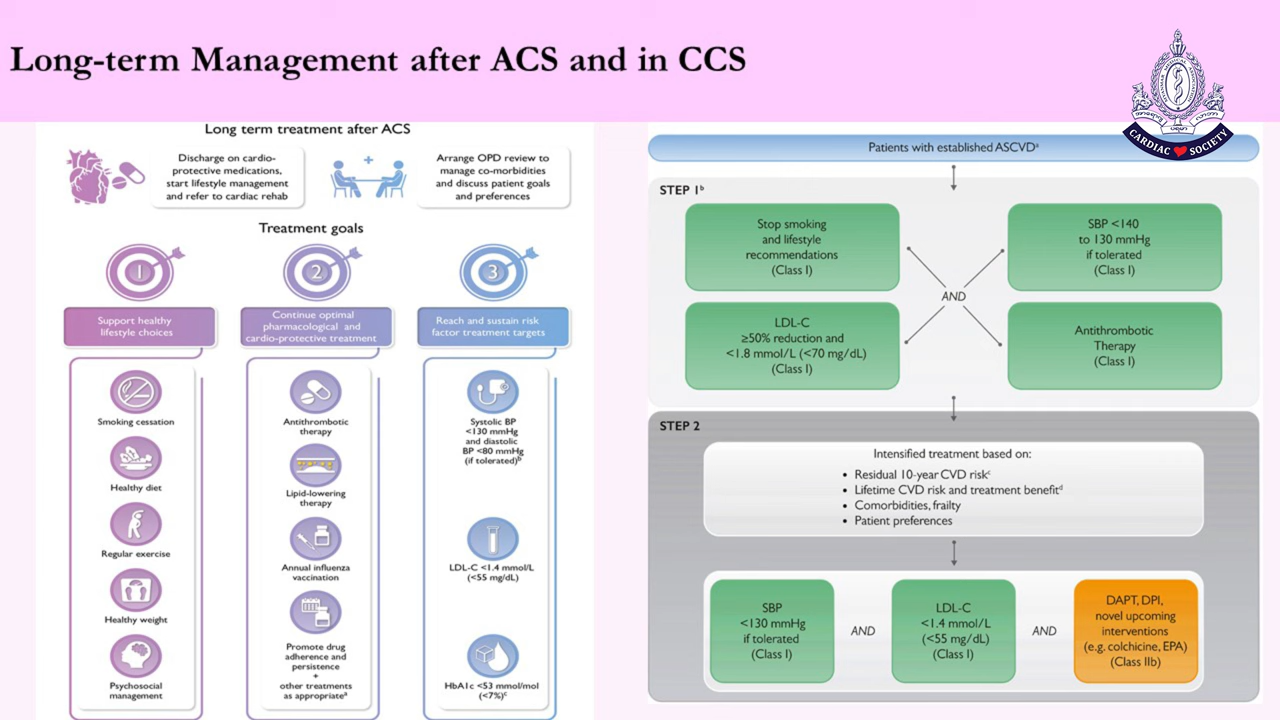 Long-term Management after ACS and in CCS
CARDIAC SOCIETY
Long term treatment after ACS
Discharge on cardio-
protective medications,
start lifestyle management
and refer to cardiac rehab
+
Arrange OPD review to
manage co-morbidities
and discuss patient goals
and preferences
Treatment goals
1
2
3
Support healthy
lifestyle choices
Continue optimal
pharmacological and
cardio-protective treatment
Reach and sustain risk
factor treatment targets
Smoking cessation
Healthy diet
Regular exercise
Healthy weight
Psychosocial
management
Antithrombotic
therapy
Lipid-lowering
therapy
Annual influenza
vaccination
Promote drug
adherence and
persistence
+
other treatments
as appropriateᵃ
Systolic BP
<130 mmHg
and diastolic
BP <80 mmHg
(if tolerated)ᵇ
LDL-C <1.4 mmol/L
(<55 mg/dL)
HbA1c <53 mmol/mol
(<7%)ᶜ
Patients with established ASCVDᵃ
STEP 1ᵇ
Stop smoking
and lifestyle
recommendations
(Class I)
SBP <140
to 130 mmHg
if tolerated
(Class I)
AND
LDL-C
≥50% reduction and
<1.8 mmol/L (<70 mg/dL)
(Class I)
Antithrombotic
Therapy
(Class I)
STEP 2
Intensified treatment based on:
• Residual 10-year CVD riskᶜ
• Lifetime CVD risk and treatment benefitᵈ
• Comorbidities, frailty
• Patient preferences
SBP
<130 mmHg
if tolerated
(Class I)
AND
LDL-C
<1.4 mmol/L
(<55 mg/dL)
(Class I)
AND
DAPT, DPI,
novel upcoming
interventions
(e.g. colchicine, EPA)
(Class IIb)